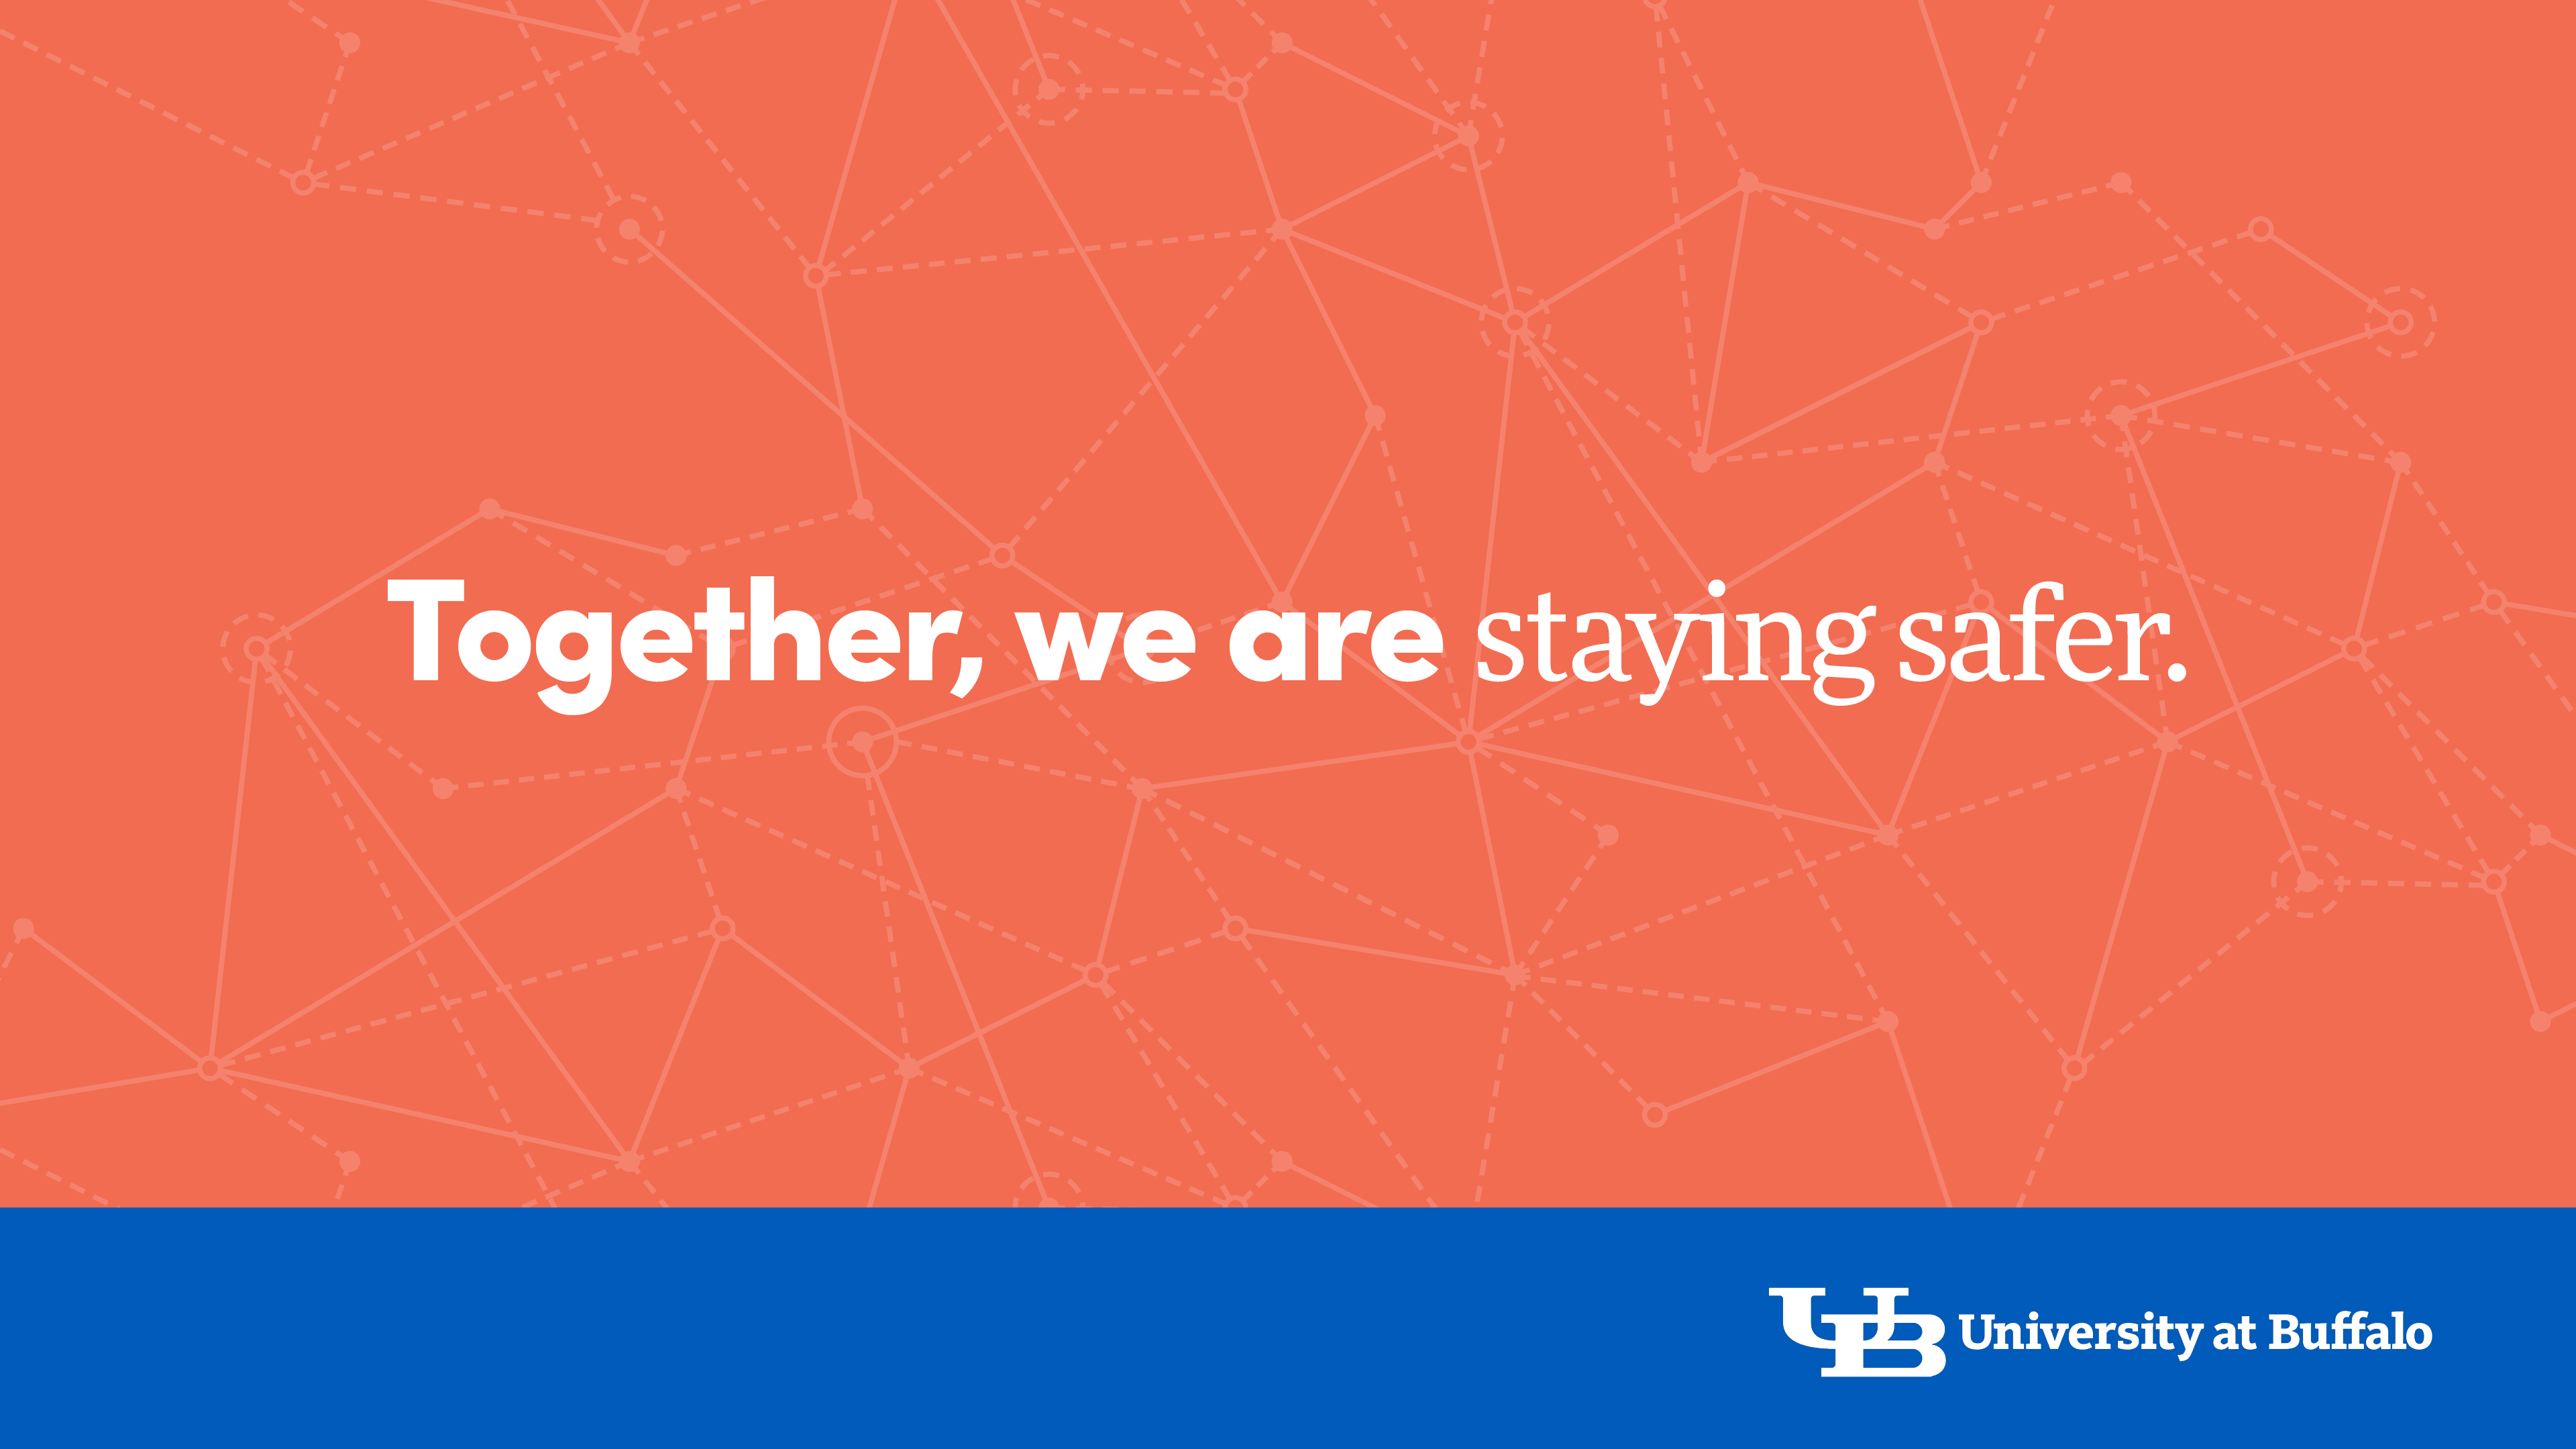 Together, we are staying safer.
UB University at Buffalo